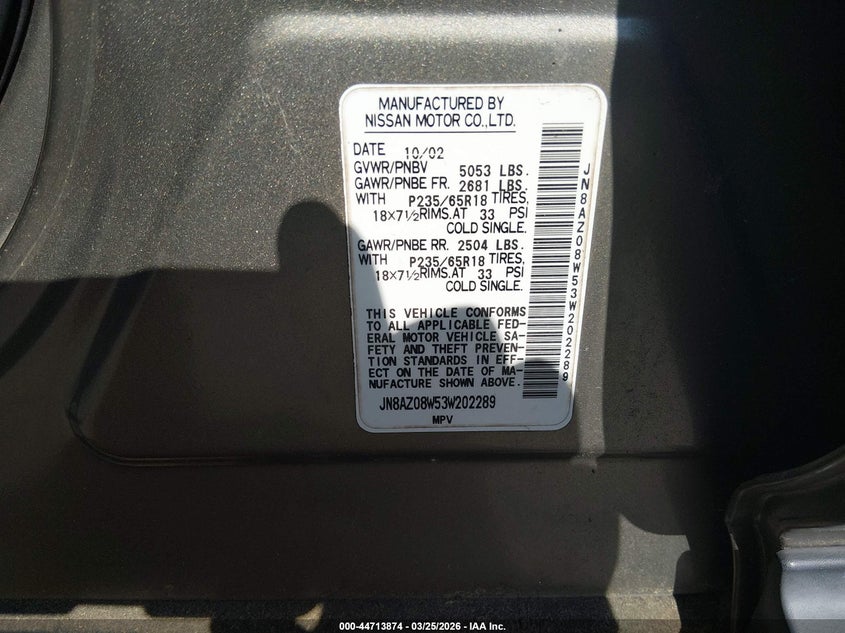 MANUFACTURED BY
NISSAN MOTOR CO.,LTD.
DATE 10/02
GVWR/PNBV 5053 LBS.
GAWR/PNBE FR. 2681 LBS.
WITH P235/65R18 TIRES,
18×7½RIMS.AT 33 PSI
COLD SINGLE.
GAWR/PNBE RR. 2504 LBS.
WITH P235/65R18 TIRES,
18×7½RIMS.AT 33 PSI
COLD SINGLE.
THIS VEHICLE CONFORMS
TO ALL APPLICABLE FED-
ERAL MOTOR VEHICLE SA-
FETY AND THEFT PREVEN-
TION STANDARDS IN EFF-
ECT ON THE DATE OF MA-
NUFACTURE SHOWN ABOVE.
JN8AZ08W53W202289
MPV
JN8AZ08W53W202289
000-44713874 | 03/25/2026 - IAA Inc.